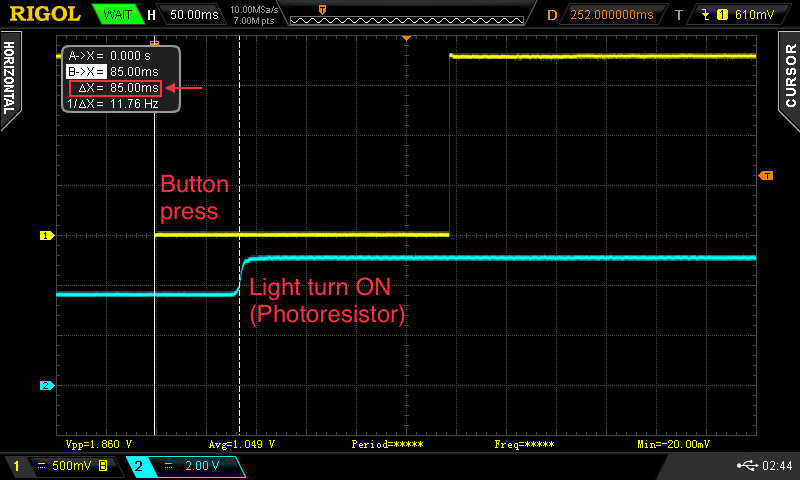 RIGOL WAIT H 50.00ms 10.00MSa/s 7.00M pts T D 252.000000ms T 1 610mV
HORIZONTAL
CURSOR
A->X= 0.000 s
B->X= 85.00ms
ΔX= 85.00ms
1/ΔX= 11.76 Hz
T
Button
press
1
Light turn ON
(Photoresistor)
2
Vpp=1.860 V Avg=1.049 V Period=***** Freq=***** Min=-20.00mV
1 500mV B 2 2.00 V 02:44